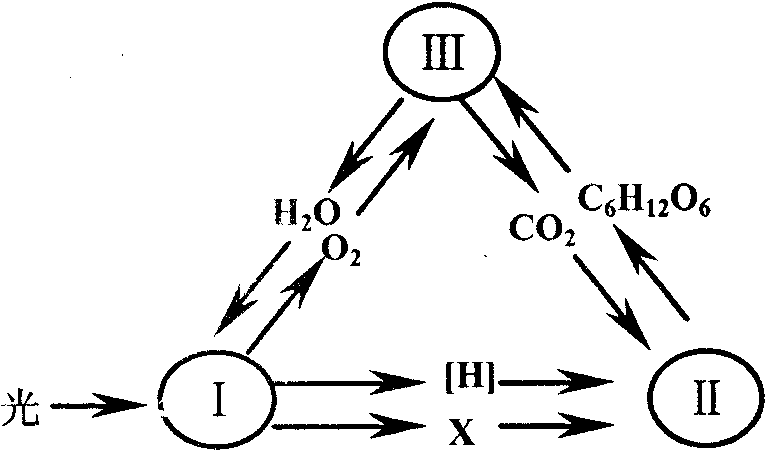 Ⅲ
H₂O
O₂
CO₂
C₆H₁₂O₆
光
Ⅰ
[H]
X
Ⅱ